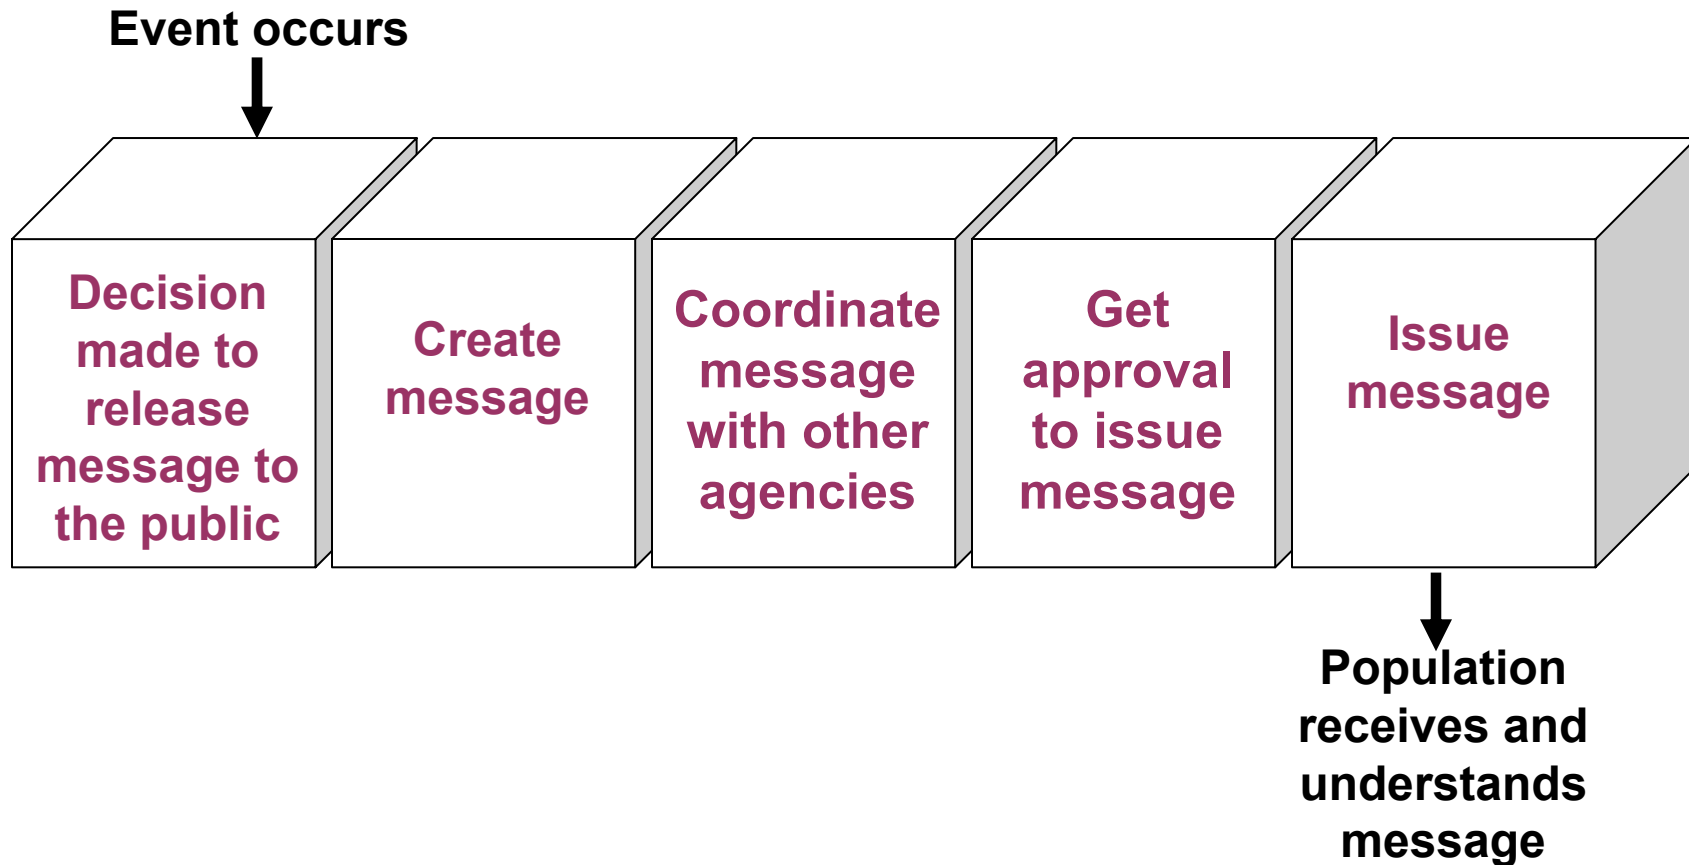 Event occurs
Decision
made to
release
message to
the public
Create
message
Coordinate
message
with other
agencies
Get
approval
to issue
message
Issue
message
Population
receives and
understands
message